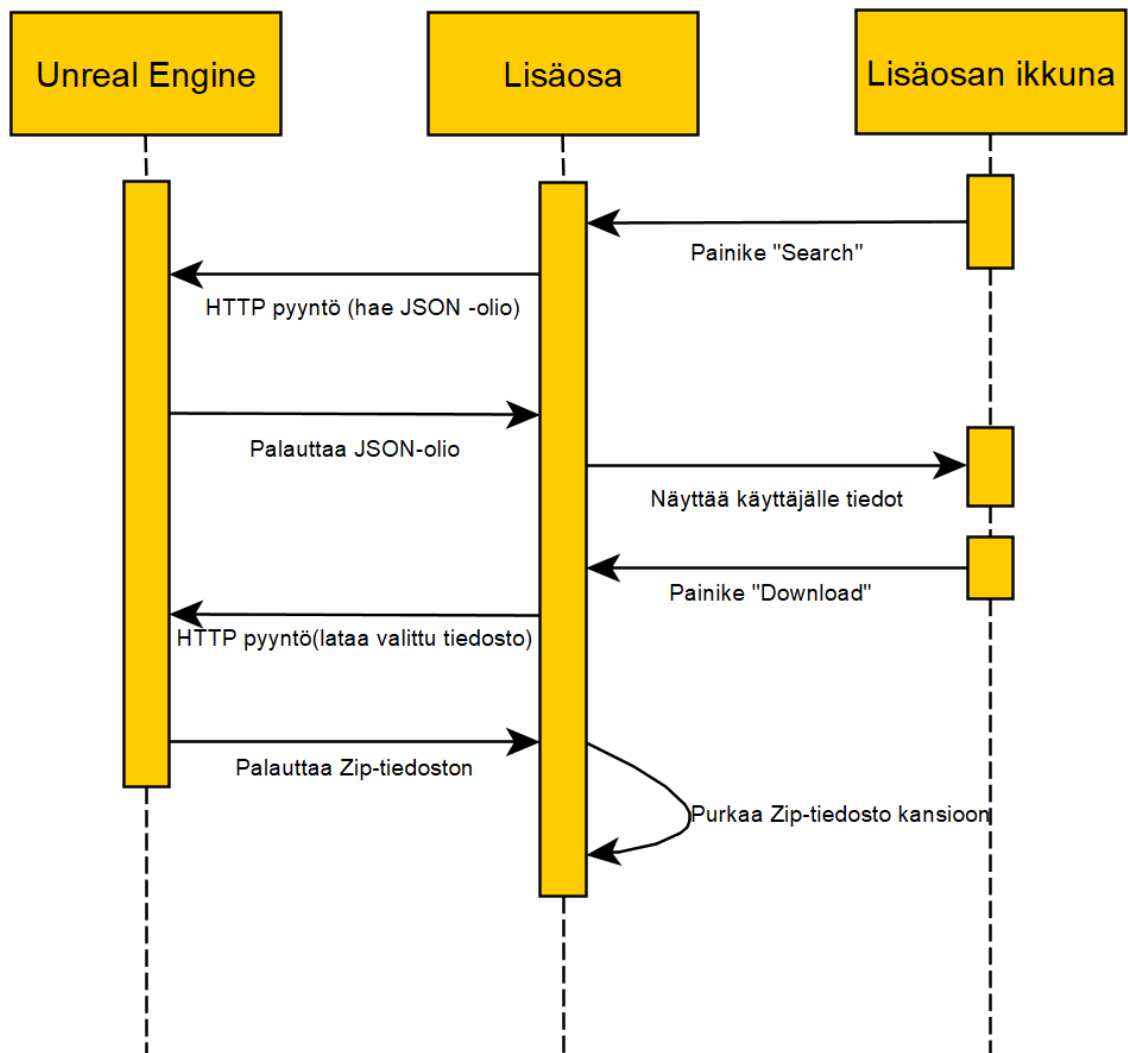 Unreal Engine
Lisäosa
Lisäosan ikkuna
Painike "Search"
HTTP pyyntö (hae JSON -olio)
Palauttaa JSON-olio
Näyttää käyttäjälle tiedot
Painike "Download"
HTTP pyyntö(lataa valittu tiedosto)
Palauttaa Zip-tiedoston
Purkaa Zip-tiedosto kansioon